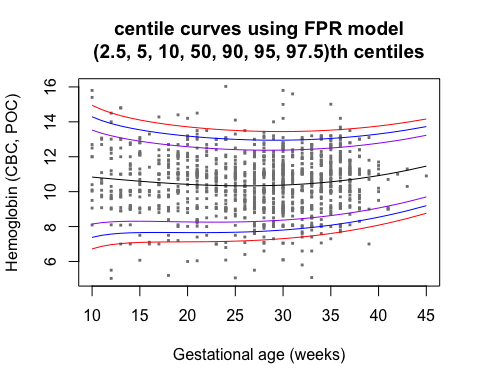 centile curves using FPR model
(2.5, 5, 10, 50, 90, 95, 97.5)th centiles
Hemoglobin (CBC, POC)
16
14
12
10
8
6
10 15 20 25 30 35 40 45
Gestational age (weeks)